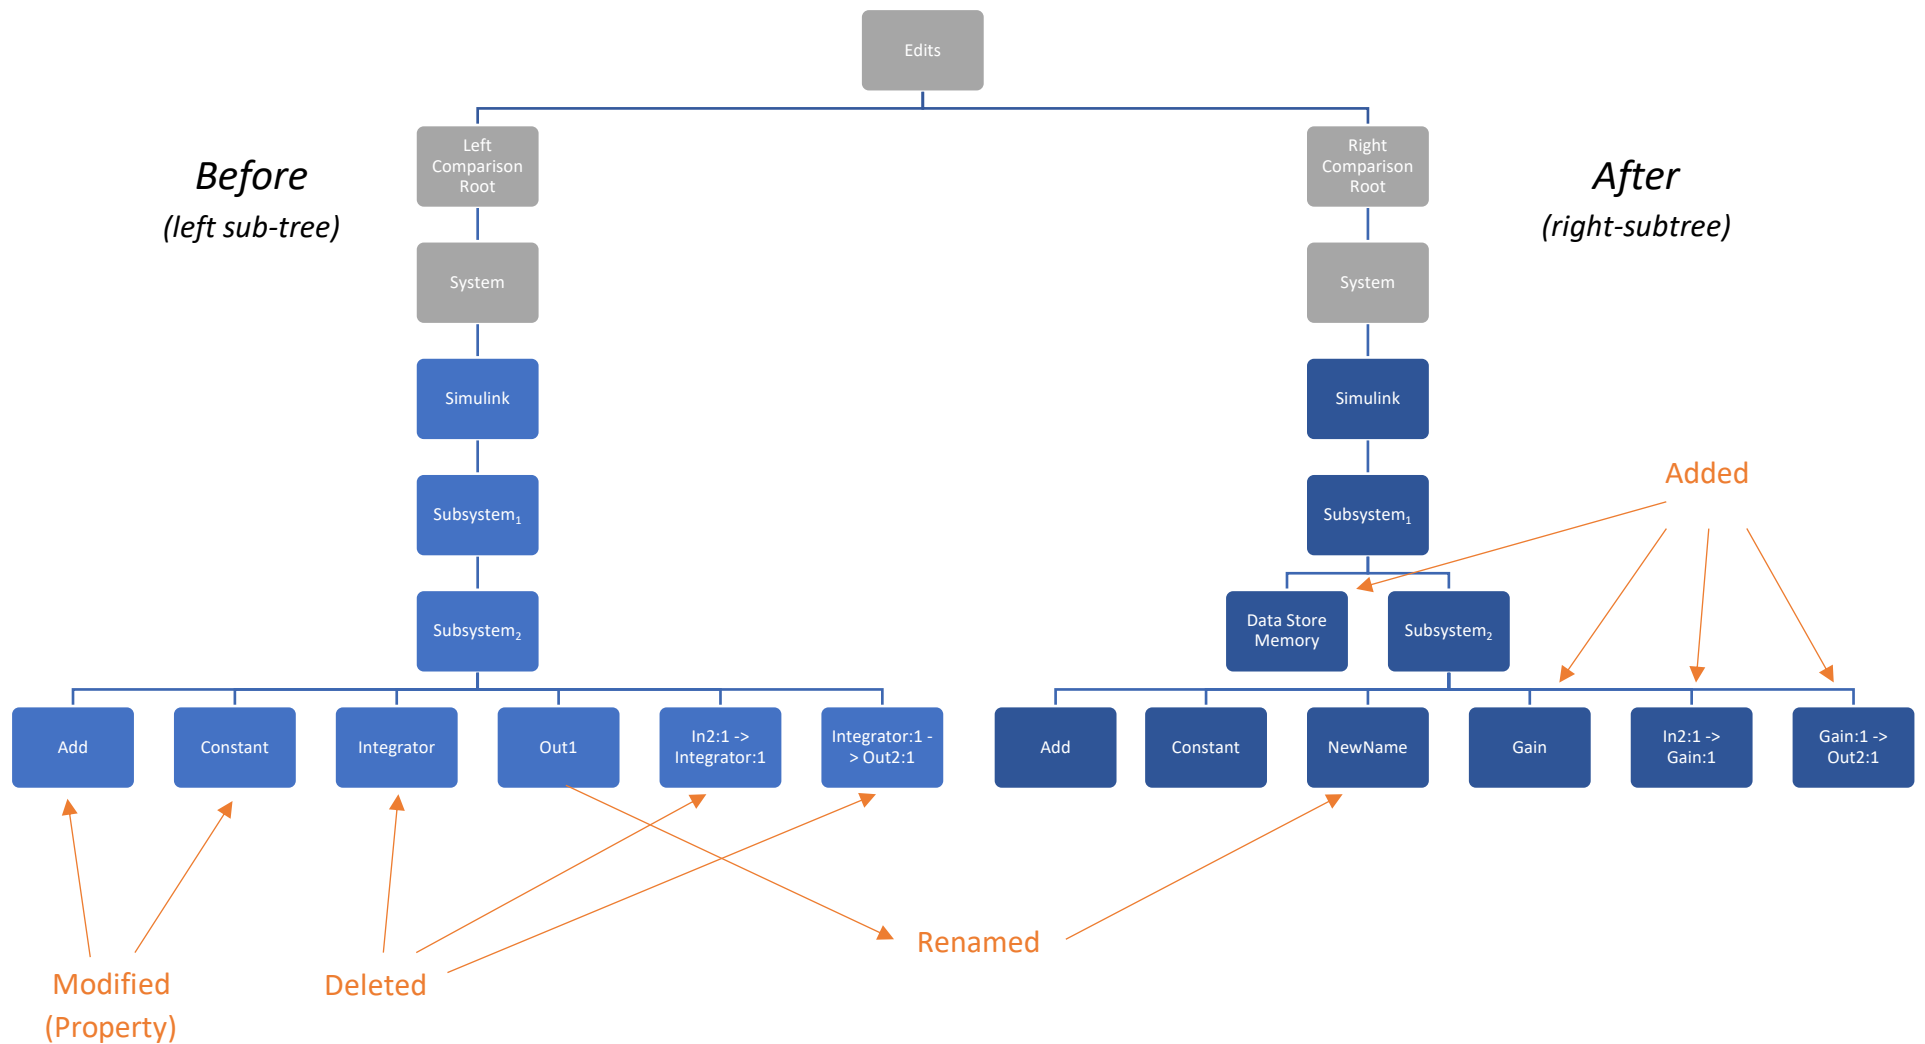 Edits
Left
Comparison
Root
Right
Comparison
Root
Before
(left sub-tree)
After
(right-subtree)
System
System
Simulink
Simulink
Added
Subsystem₁
Subsystem₁
Subsystem₂
Data Store
Memory
Subsystem₂
Add
Constant
Integrator
Out1
In2:1 ->
Integrator:1
Integrator:1 -
> Out2:1
Add
Constant
NewName
Gain
In2:1 ->
Gain:1
Gain:1 ->
Out2:1
Renamed
Modified
(Property)
Deleted